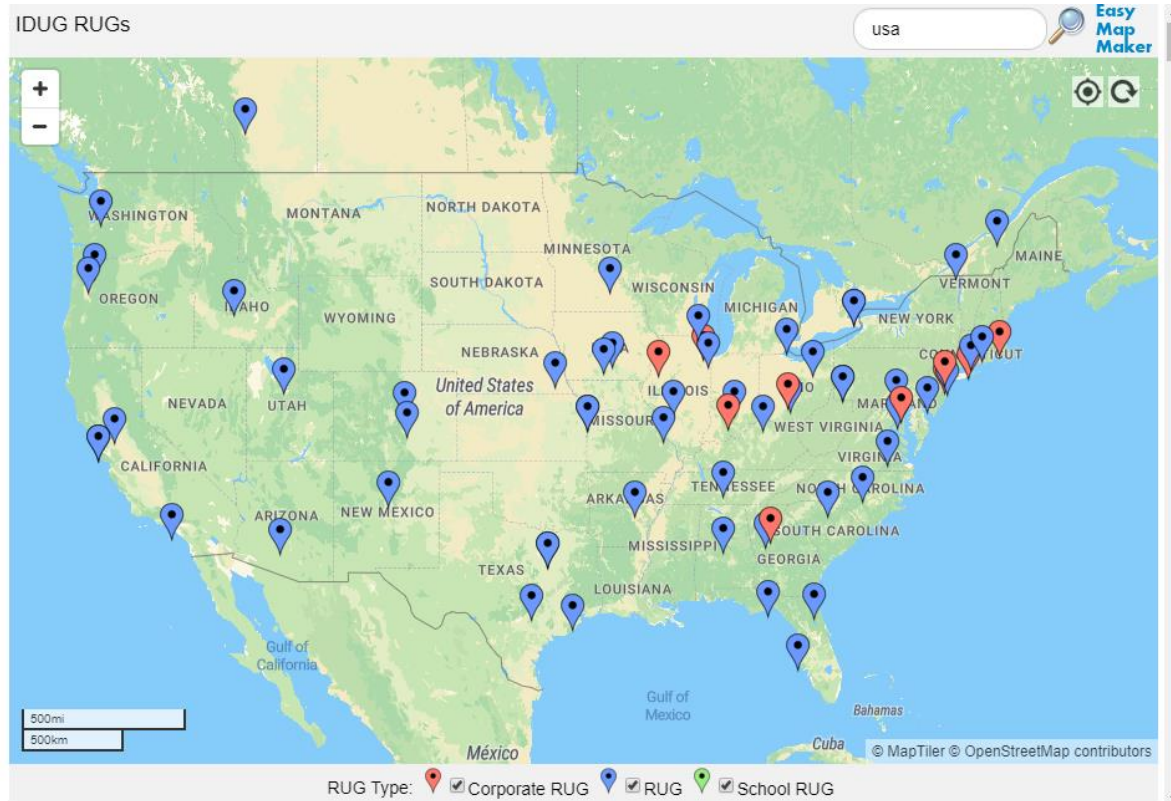 IDUG RUGs
usa
Easy
Map
Maker
+
−
WASHINGTON
MONTANA
NORTH DAKOTA
MINNESOTA
MAINE
SOUTH DAKOTA
WISCONSIN
OREGON
WYOMING
MICHIGAN
VERMONT
NEW YORK
NEBRASKA
United States
of America
NEVADA
UTAH
WEST VIRGINIA
CALIFORNIA
ARIZONA
NEW MEXICO
TENNESSEE
SOUTH CAROLINA
MISSISSIPPI
GEORGIA
TEXAS
LOUISIANA
Gulf of
California
Gulf of
Mexico
Bahamas
México
Cuba
500mi
500km
© MapTiler © OpenStreetMap contributors
RUG Type: Corporate RUG RUG School RUG